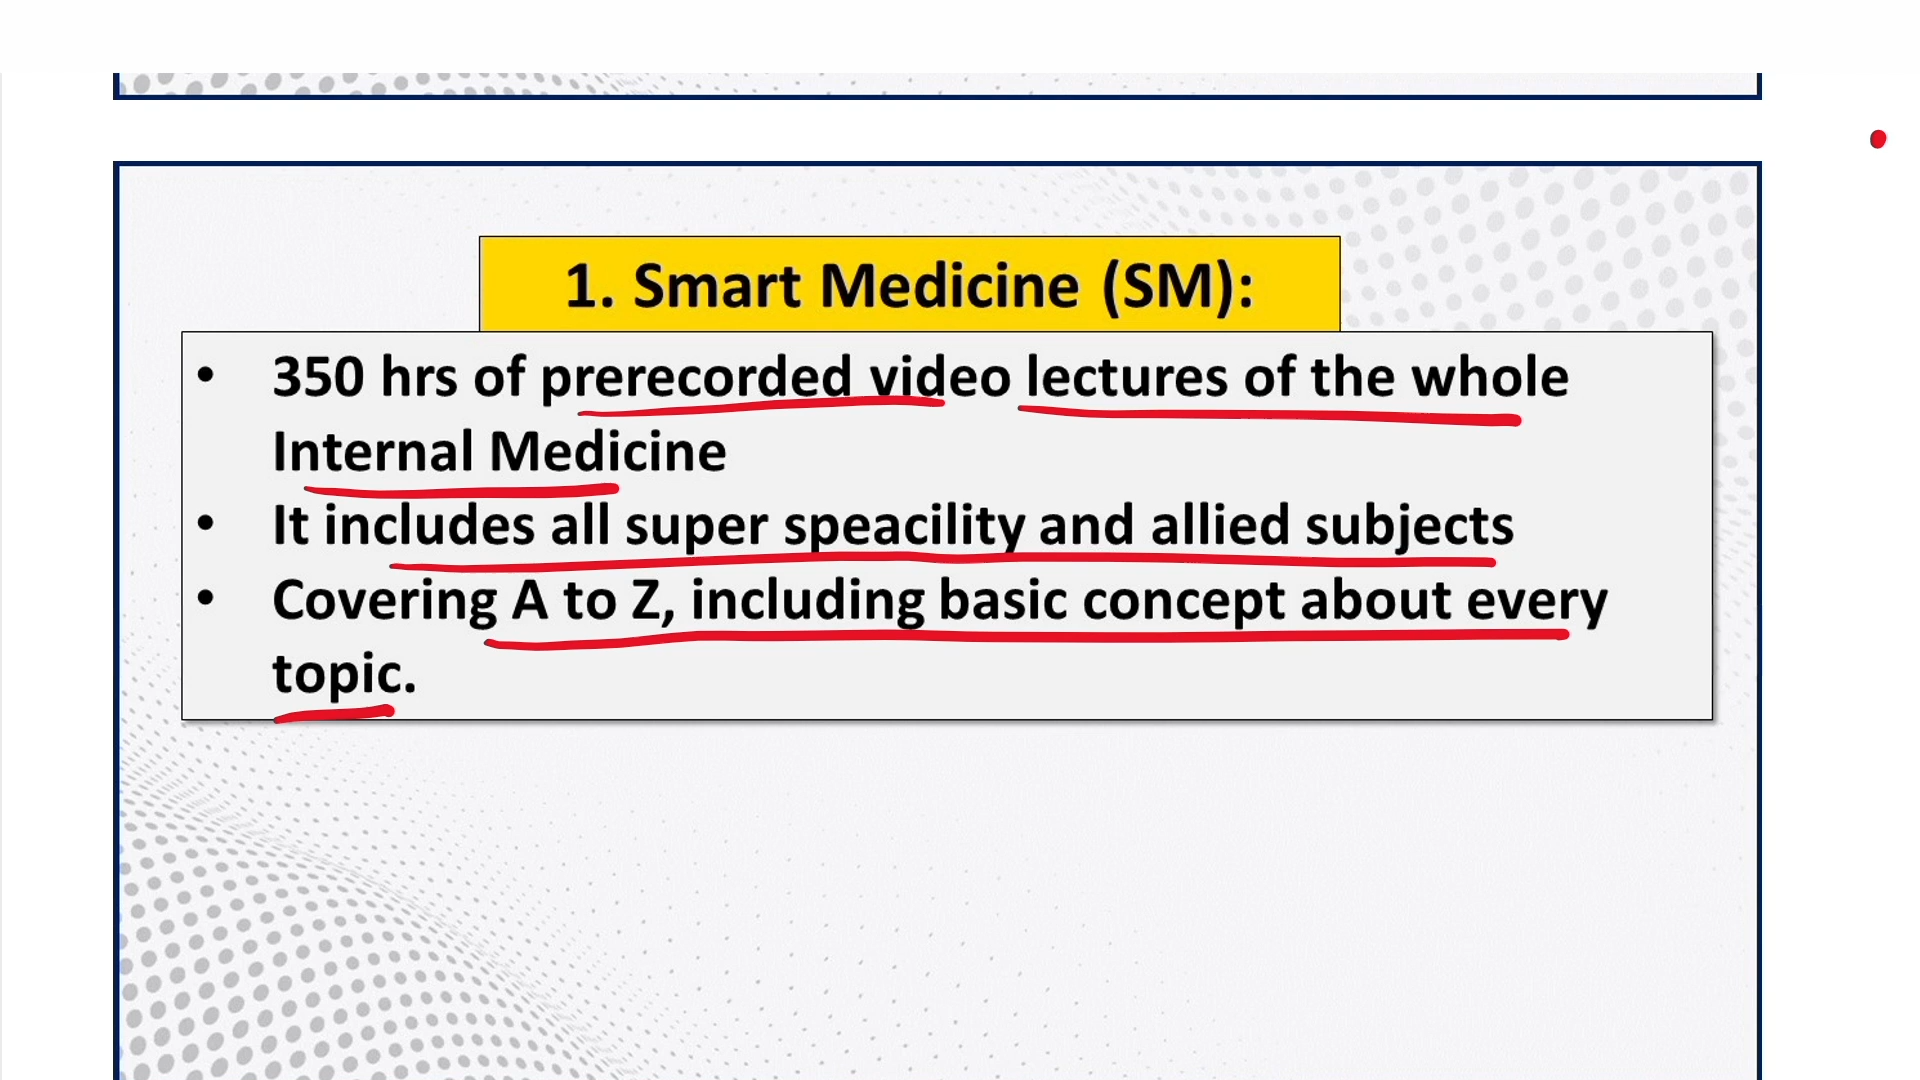 1. Smart Medicine (SM):
• 350 hrs of prerecorded video lectures of the whole
Internal Medicine
• It includes all super speacility and allied subjects
• Covering A to Z, including basic concept about every
topic.